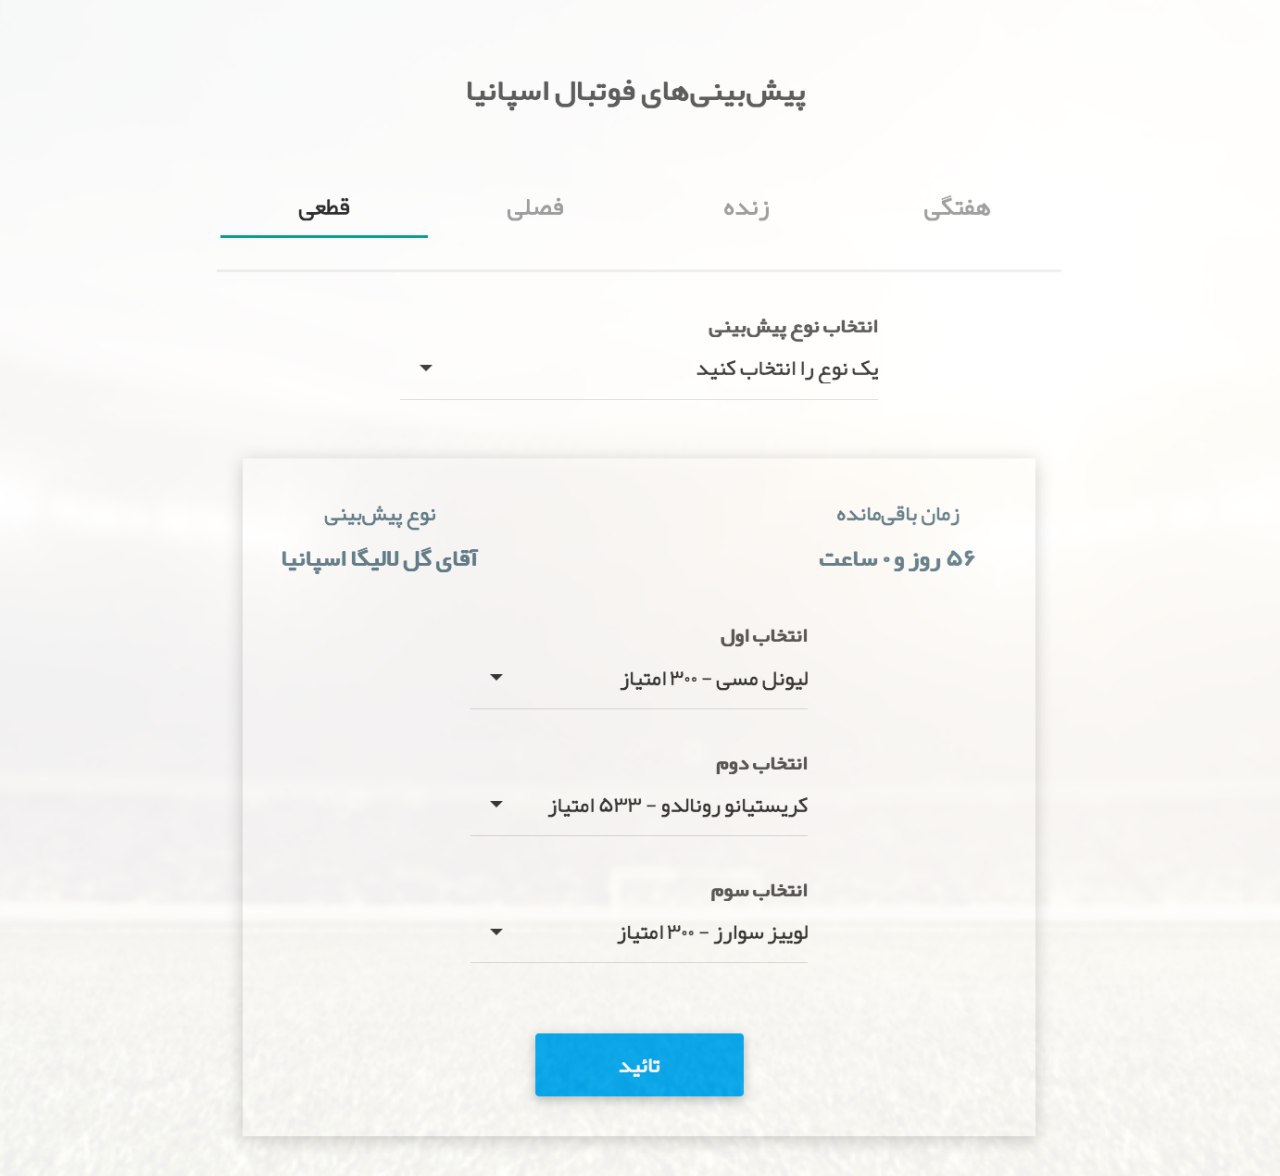 پیش‌بینی‌های فوتبال اسپانیا
هفتگی زنده فصلی قطعی
انتخاب نوع پیش‌بینی
یک نوع را انتخاب کنید
زمان باقی‌مانده نوع پیش‌بینی
۵۶ روز و ۰ ساعت آقای گل لالیگا اسپانیا
انتخاب اول
لیونل مسی - ۳۰۰ امتیاز
انتخاب دوم
کریستیانو رونالدو - ۵۳۳ امتیاز
انتخاب سوم
لوییز سوارز - ۳۰۰ امتیاز
تائید